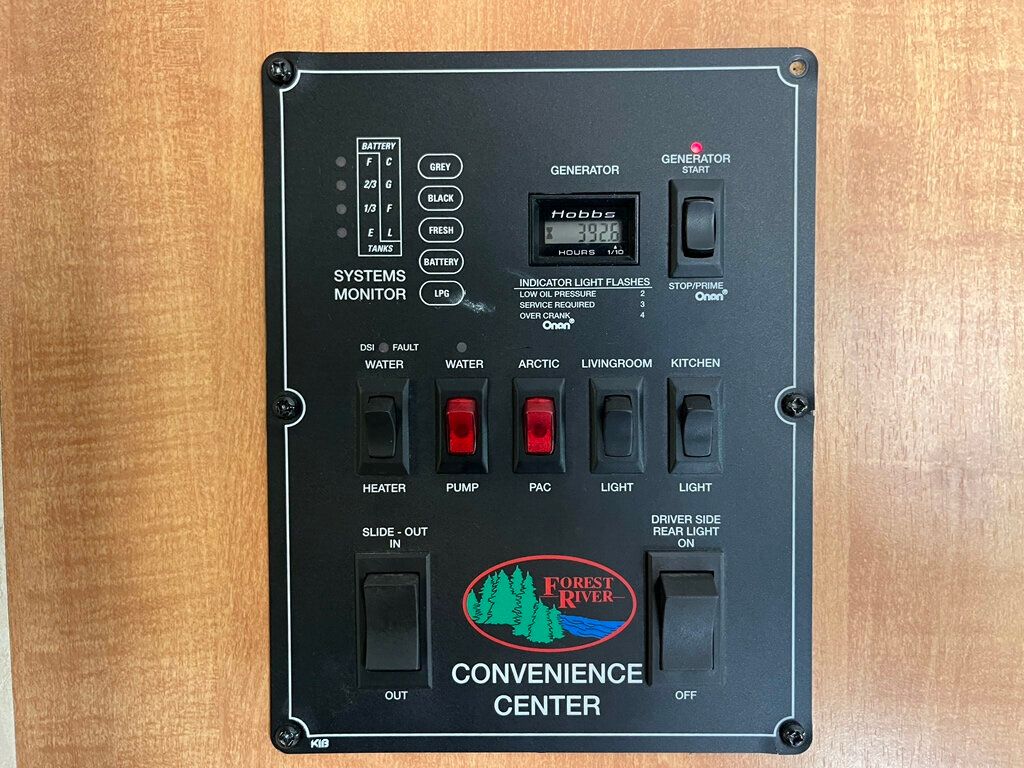 BATTERY
F C
2/3 G
1/3 F
E L
TANKS
SYSTEMS
MONITOR
GREY
BLACK
FRESH
BATTERY
LPG
GENERATOR
Hobbs
3926
HOURS 1/10
INDICATOR LIGHT FLASHES
LOW OIL PRESSURE 2
SERVICE REQUIRED 3
OVER CRANK 4
Onan®
GENERATOR
START
STOP/PRIME
Onan®
DSI FAULT
WATER
HEATER
WATER
PUMP
ARCTIC
PAC
LIVINGROOM
LIGHT
KITCHEN
LIGHT
SLIDE - OUT
IN
OUT
FOREST
RIVER
CONVENIENCE
CENTER
DRIVER SIDE
REAR LIGHT
ON
OFF
KIB